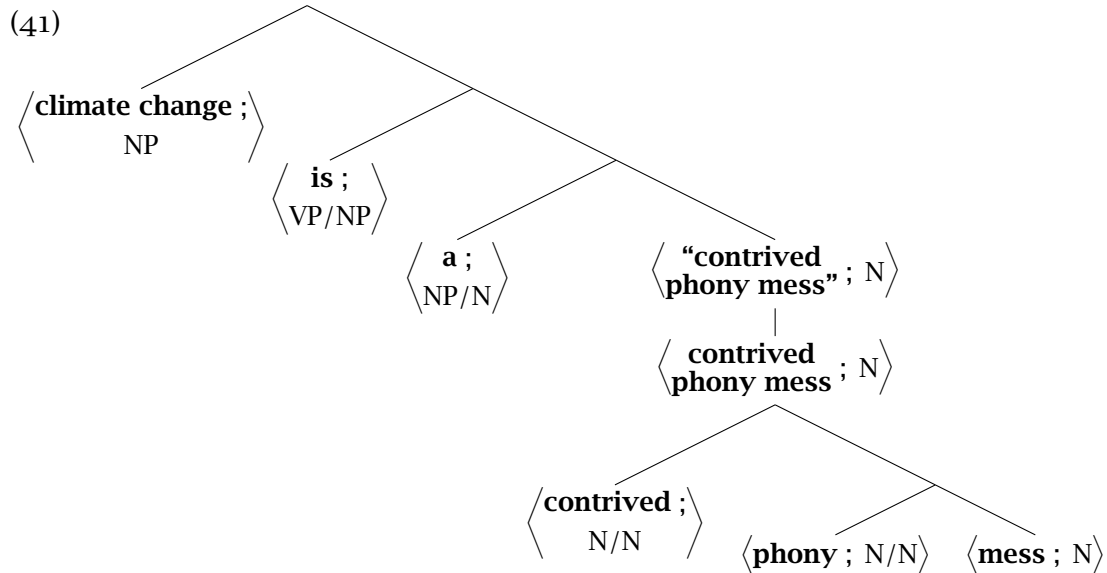 (41)
⟨climate change ;
NP⟩
⟨is ;
VP/NP⟩
⟨a ;
NP/N⟩
⟨“contrived
phony mess” ; N⟩
⟨contrived
phony mess ; N⟩
⟨contrived ;
N/N⟩
⟨phony ; N/N⟩ ⟨mess ; N⟩